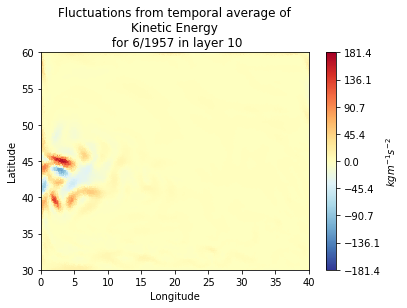 Fluctuations from temporal average of
Kinetic Energy
for 6/1957 in layer 10
60
55
50
45
40
35
30
Latitude
0 5 10 15 20 25 30 35 40
Longitude
181.4
136.1
90.7
45.4
0.0
−45.4
−90.7
−136.1
−181.4
kgm⁻¹s⁻²